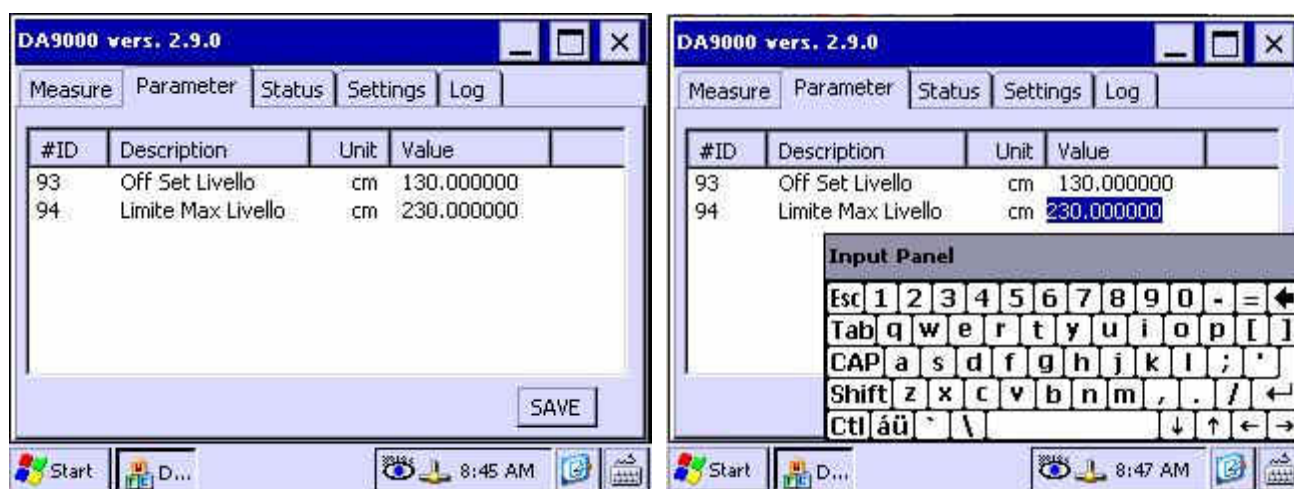 DA9000 vers. 2.9.0
Measure Parameter Status Settings Log
#ID Description Unit Value
93 Off Set Livello cm 130.000000
94 Limite Max Livello cm 230.000000
SAVE
Start D... 8:45 AM
DA9000 vers. 2.9.0
Measure Parameter Status Settings Log
#ID Description Unit Value
93 Off Set Livello cm 130.000000
94 Limite Max Livello cm 230.000000
Input Panel
Esc 1 2 3 4 5 6 7 8 9 0 - =
Tab q w e r t y u i o p [ ]
CAP a s d f g h j k l ; '
Shift z x c v b n m , . / ↵
Ctl áü ` \ ↓ ↑ ← →
Start D... 8:47 AM